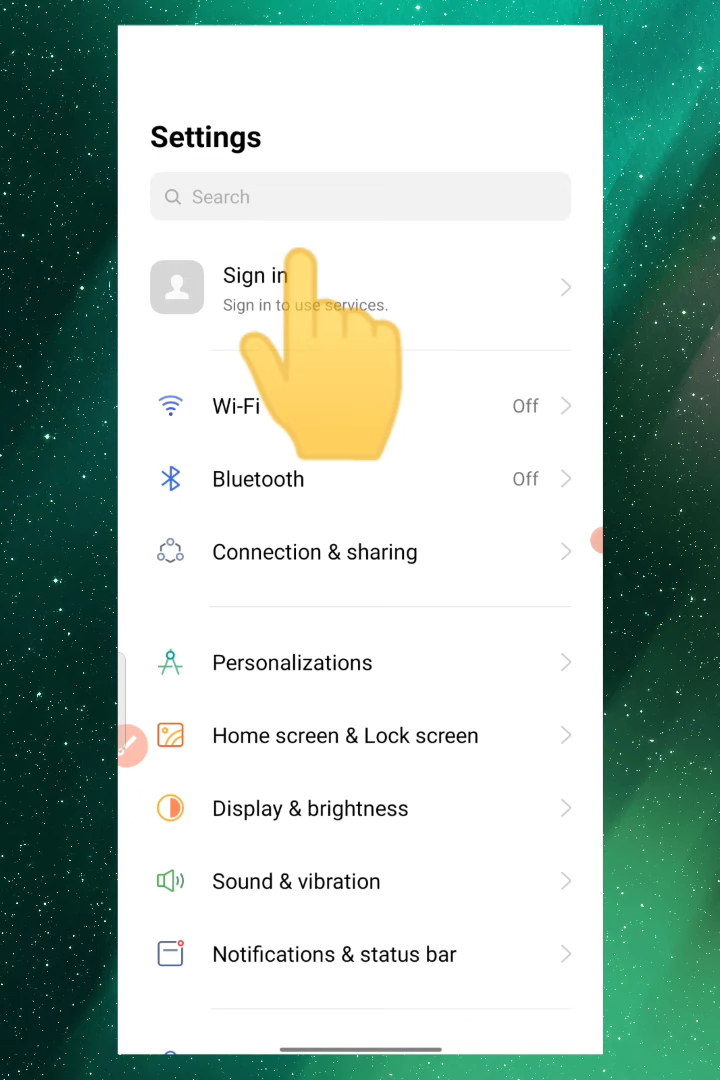 Settings
Search
Sign in
Sign in to use services.
Wi-Fi Off
Bluetooth Off
Connection & sharing
Personalizations
Home screen & Lock screen
Display & brightness
Sound & vibration
Notifications & status bar